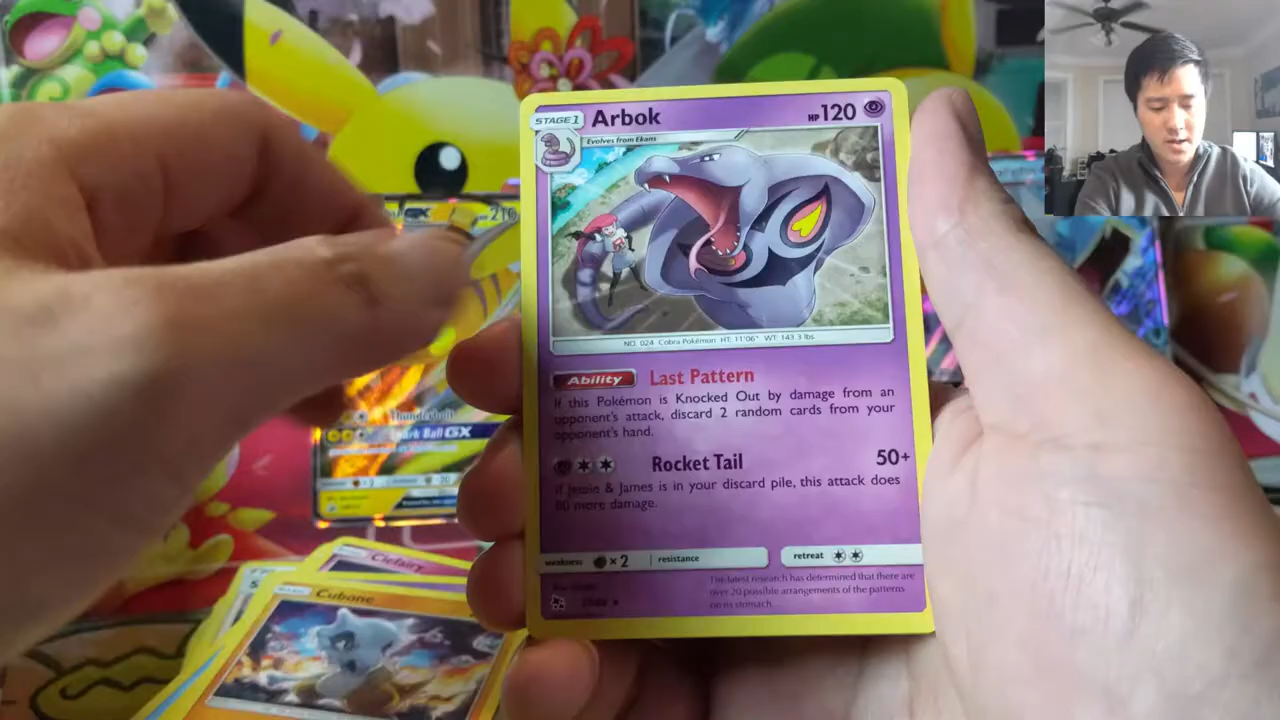 STAGE 1 Arbok HP 120
Evolves from Ekans
NO. 024 Cobra Pokémon HT: 11'06" WT: 143.3 lbs
Ability Last Pattern
If this Pokémon is Knocked Out by damage from an
opponent's attack, discard 2 random cards from your
opponent's hand.
Rocket Tail 50+
If Jessie & James is in your discard pile, this attack does
80 more damage.
weakness ×2 resistance retreat
The latest research has determined that there are
over 20 possible arrangements of the patterns
on its stomach.
GX 210
Thunderbolt
GX
Clefairy
Cubone